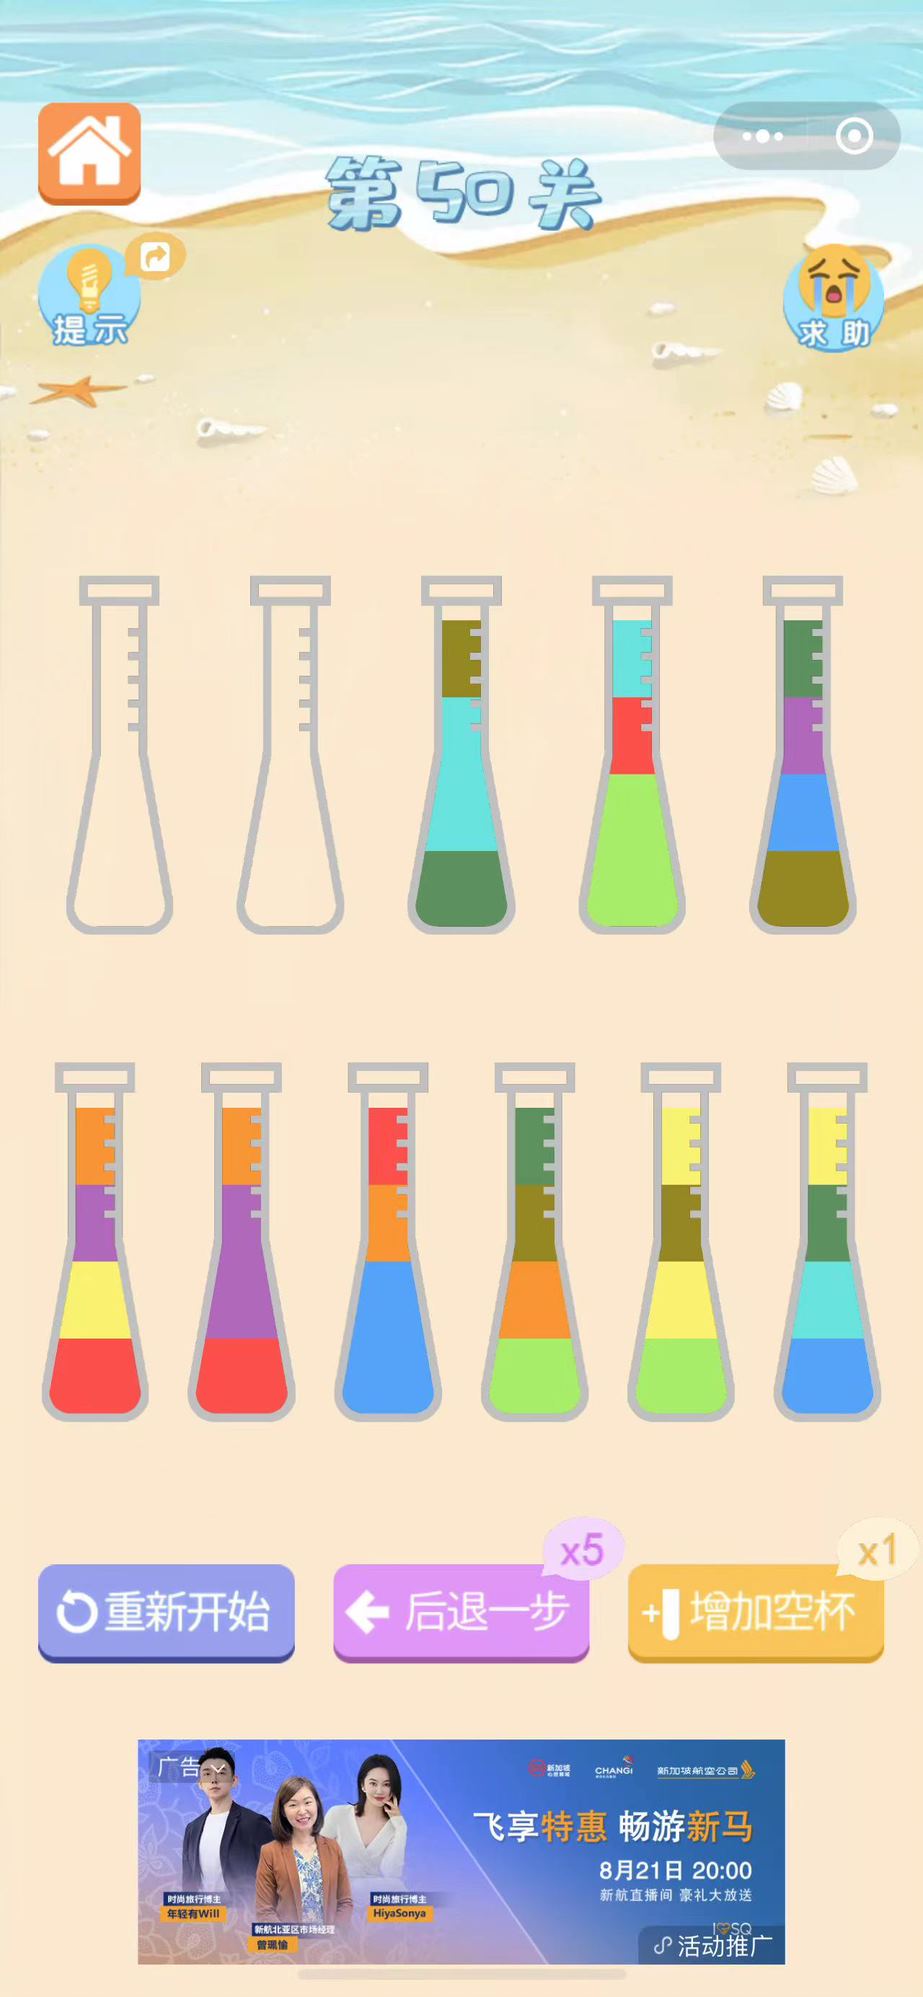 第50关
提示
求助
x5
x1
重新开始
后退一步
+增加空杯
广告
新加坡
CHANGI
新加坡航空公司
飞享特惠 畅游新马
8月21日 20:00
新航直播间 豪礼大放送
时尚旅行博主
年轻有Will
时尚旅行博主
HiyaSonya
新航北亚区市场经理
曾珮愉
SQ
活动推广